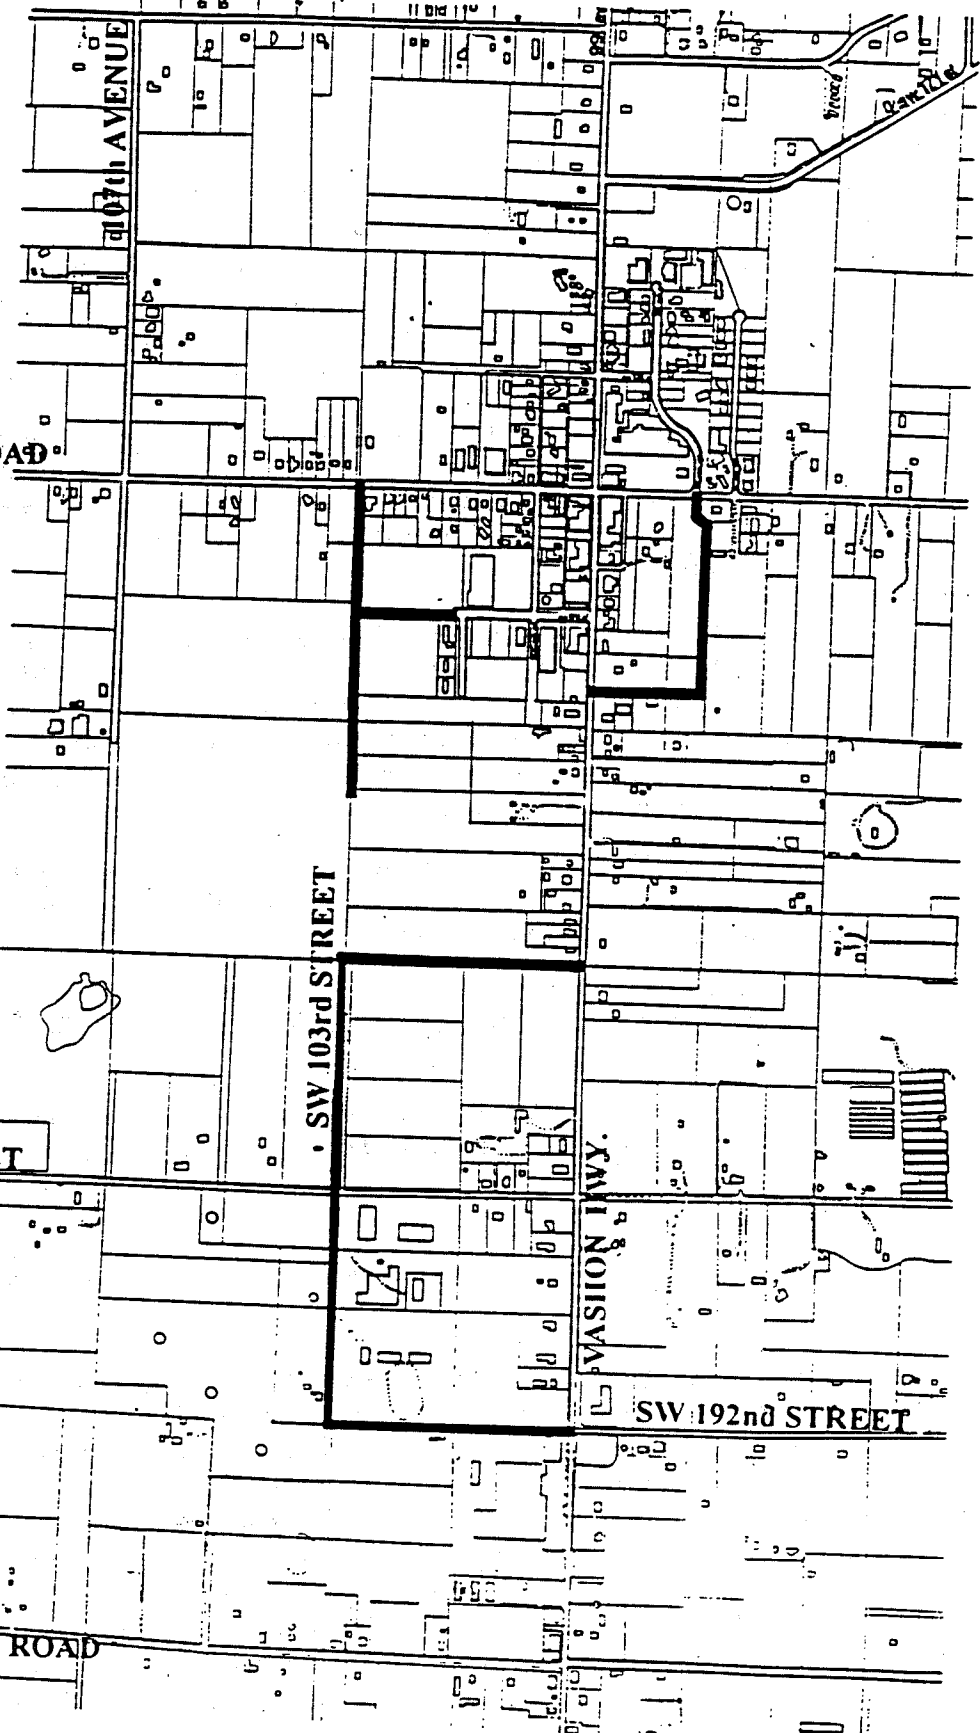 107th AVENUE
AD
SW 103rd STREET
T
VASHON HWY.
SW 192nd STREET
ROAD